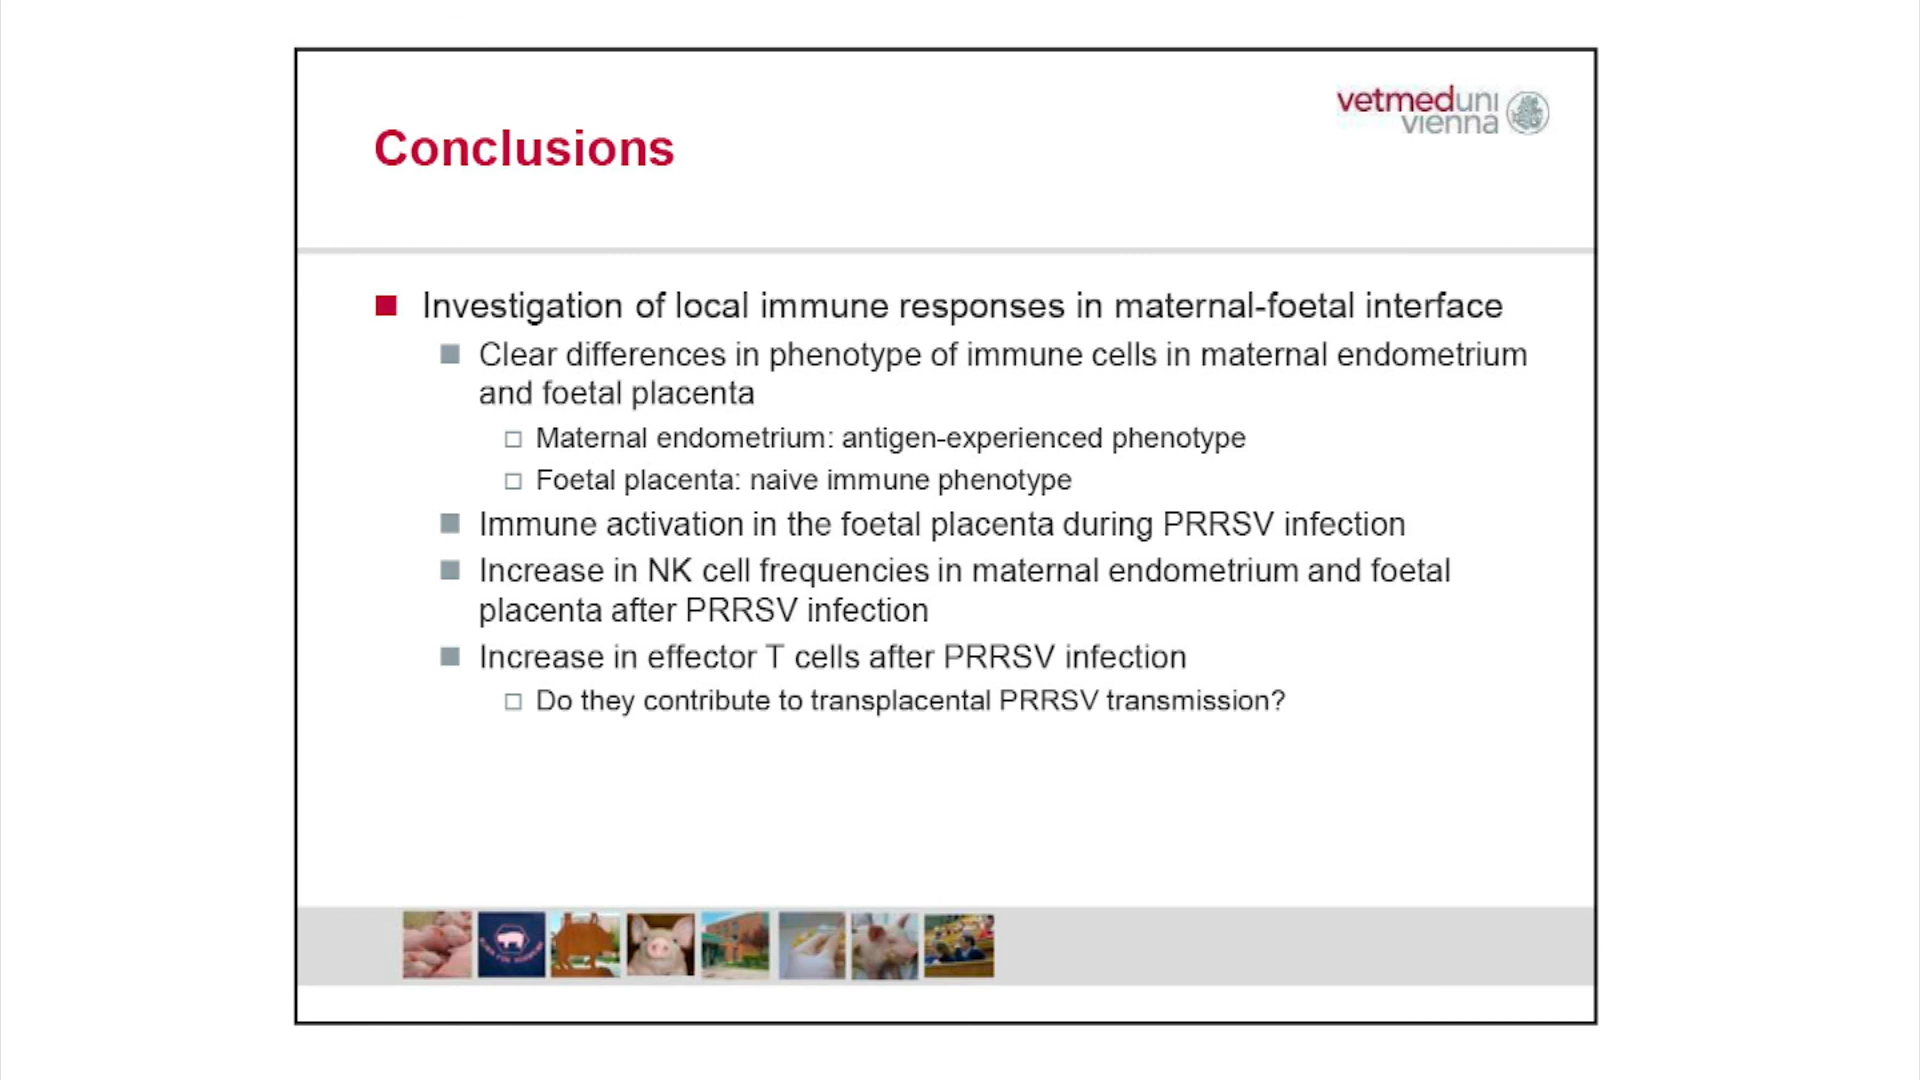 vetmeduni
vienna
Conclusions
Investigation of local immune responses in maternal-foetal interface
Clear differences in phenotype of immune cells in maternal endometrium
and foetal placenta
Maternal endometrium: antigen-experienced phenotype
Foetal placenta: naive immune phenotype
Immune activation in the foetal placenta during PRRSV infection
Increase in NK cell frequencies in maternal endometrium and foetal
placenta after PRRSV infection
Increase in effector T cells after PRRSV infection
Do they contribute to transplacental PRRSV transmission?